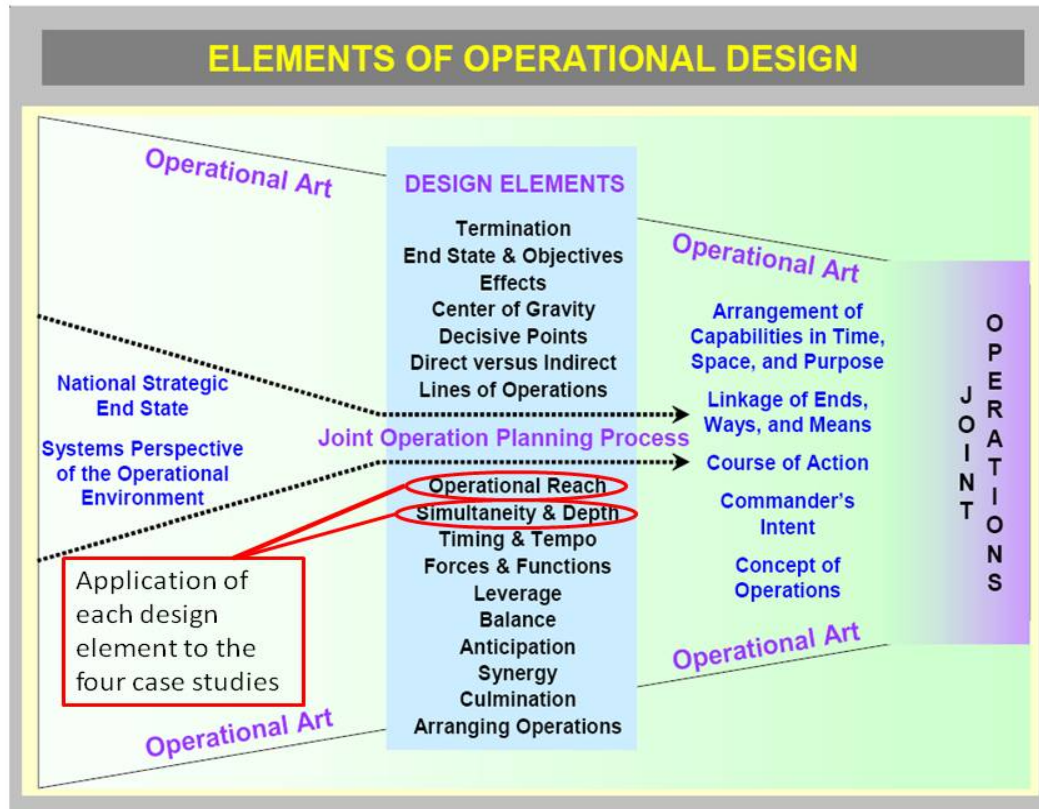 ELEMENTS OF OPERATIONAL DESIGN
Operational Art
National Strategic
End State
Systems Perspective
of the Operational
Environment
Application of
each design
element to the
four case studies
Operational Art
DESIGN ELEMENTS
Termination
End State & Objectives
Effects
Center of Gravity
Decisive Points
Direct versus Indirect
Lines of Operations
Joint Operation Planning Process
Operational Reach
Simultaneity & Depth
Timing & Tempo
Forces & Functions
Leverage
Balance
Anticipation
Synergy
Culmination
Arranging Operations
Operational Art
Arrangement of
Capabilities in Time,
Space, and Purpose
Linkage of Ends,
Ways, and Means
Course of Action
Commander's
Intent
Concept of
Operations
Operational Art
JOINT
OPERATIONS